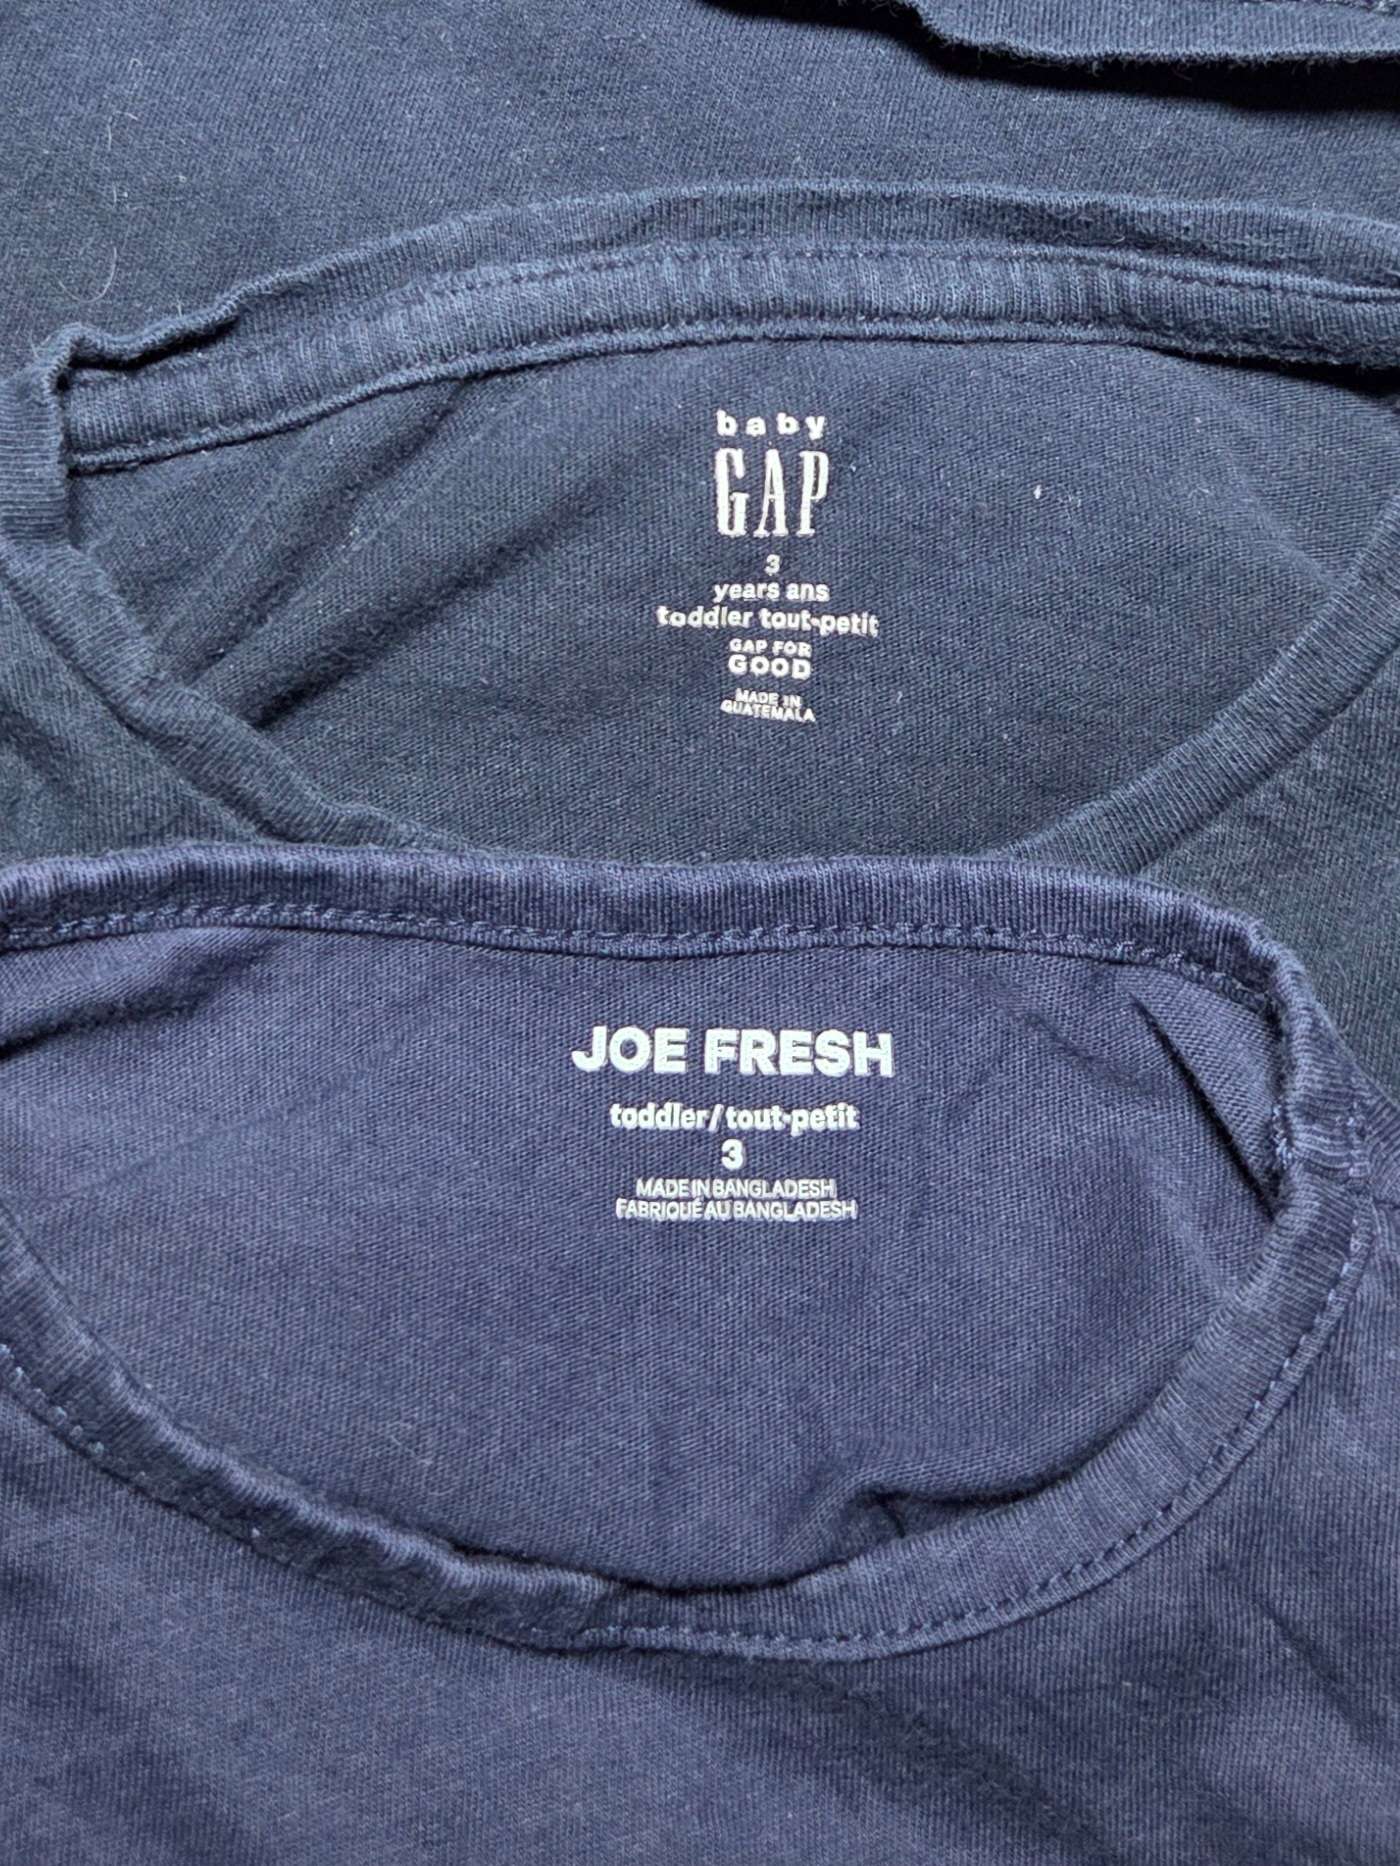 baby
GAP
3
years ans
toddler tout-petit
GAP FOR
GOOD
MADE IN
GUATEMALA
JOE FRESH
toddler/tout-petit
3
MADE IN BANGLADESH
FABRIQUÉ AU BANGLADESH